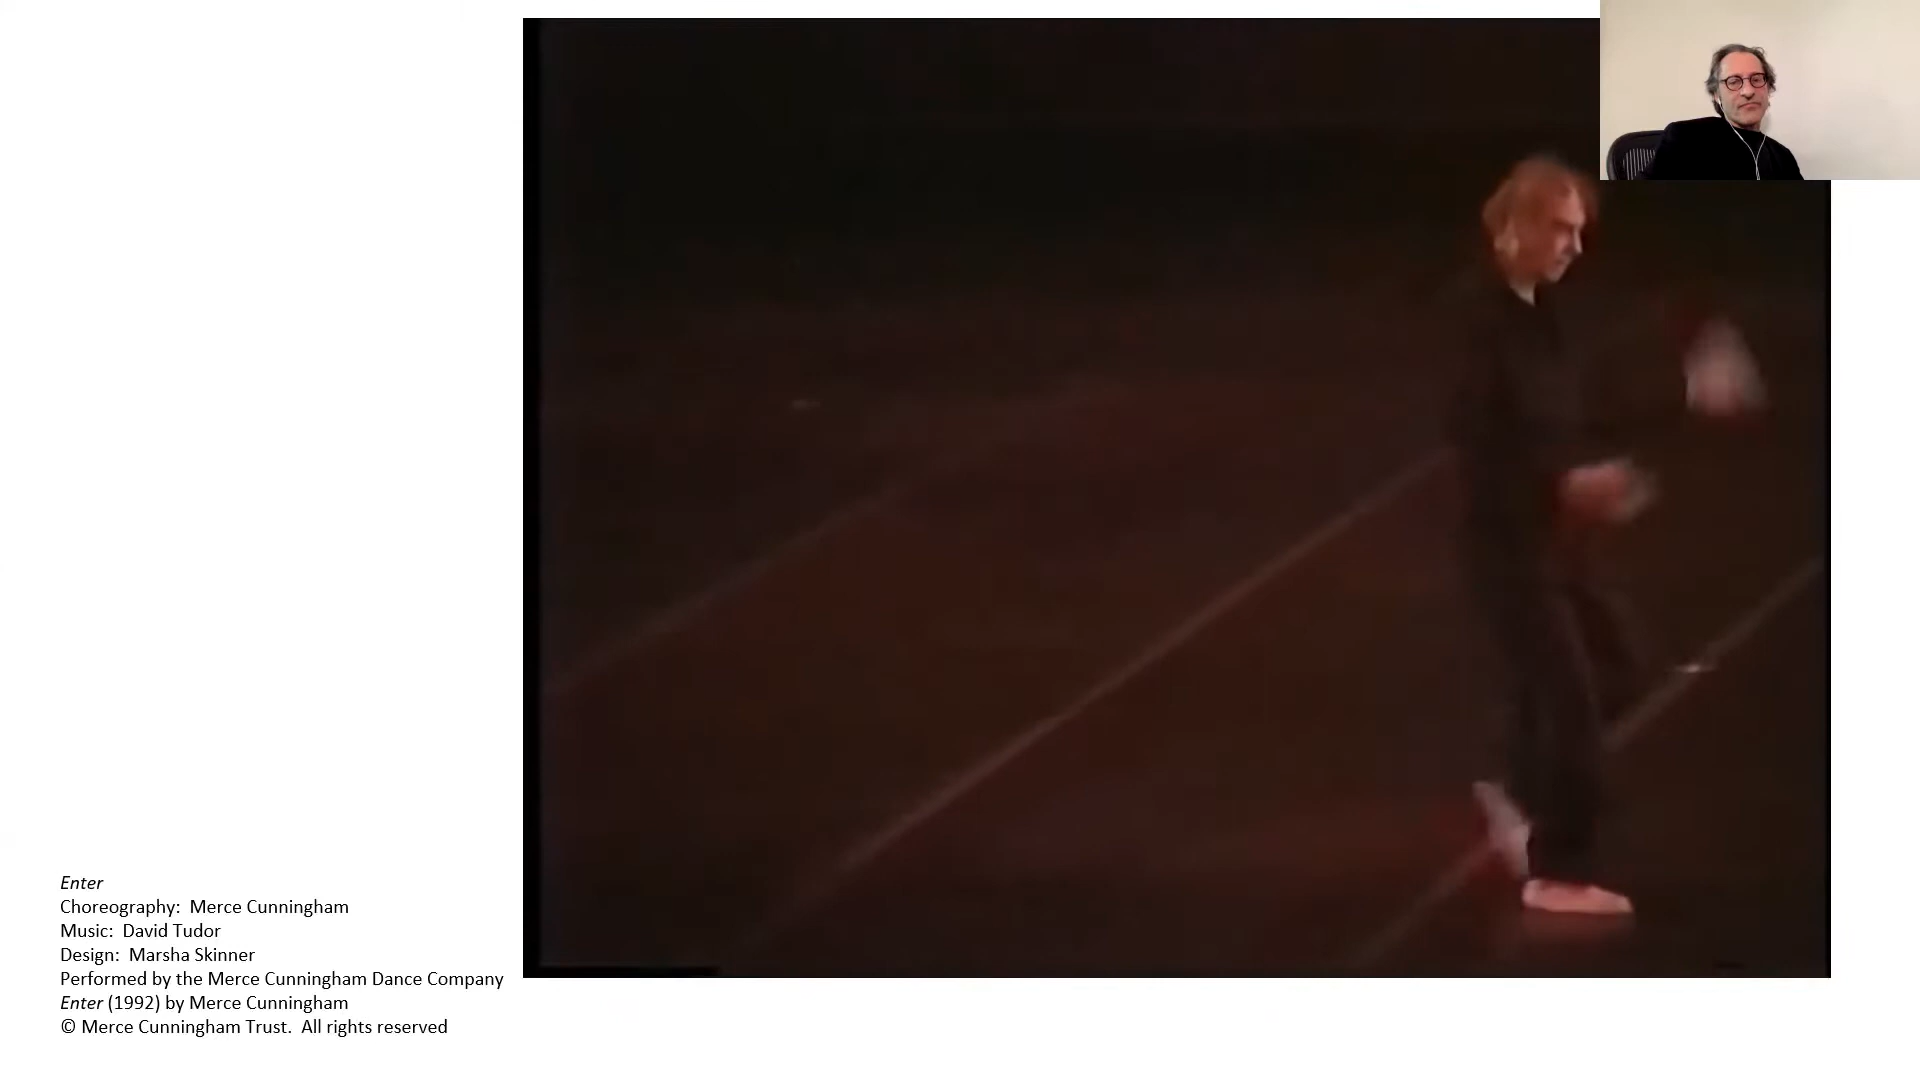 Enter
Choreography:  Merce Cunningham
Music:  David Tudor
Design:  Marsha Skinner
Performed by the Merce Cunningham Dance Company
Enter (1992) by Merce Cunningham
© Merce Cunningham Trust.  All rights reserved